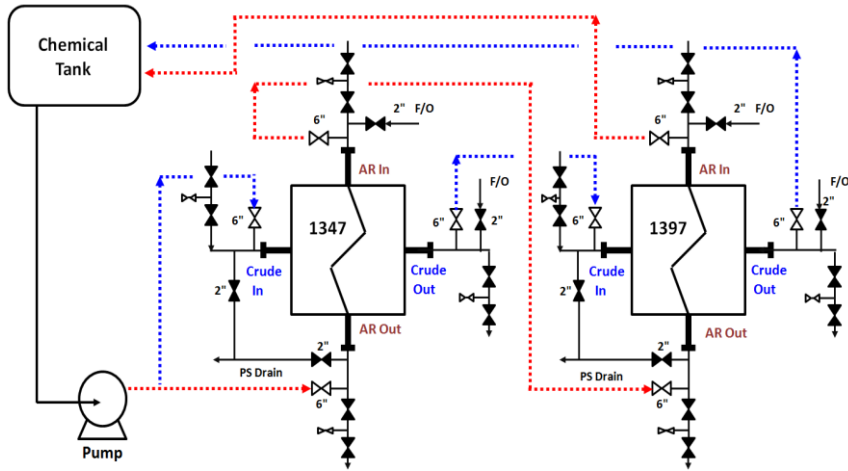 Chemical
Tank
2" F/O
6"
AR In
2" F/O
6"
AR In
F/O
2"
F/O
2"
6"
1347
6"
6"
1397
6"
Crude
In
Crude
Out
Crude
In
Crude
Out
2"
2"
AR Out
AR Out
2"
PS Drain
6"
2"
PS Drain
6"
Pump